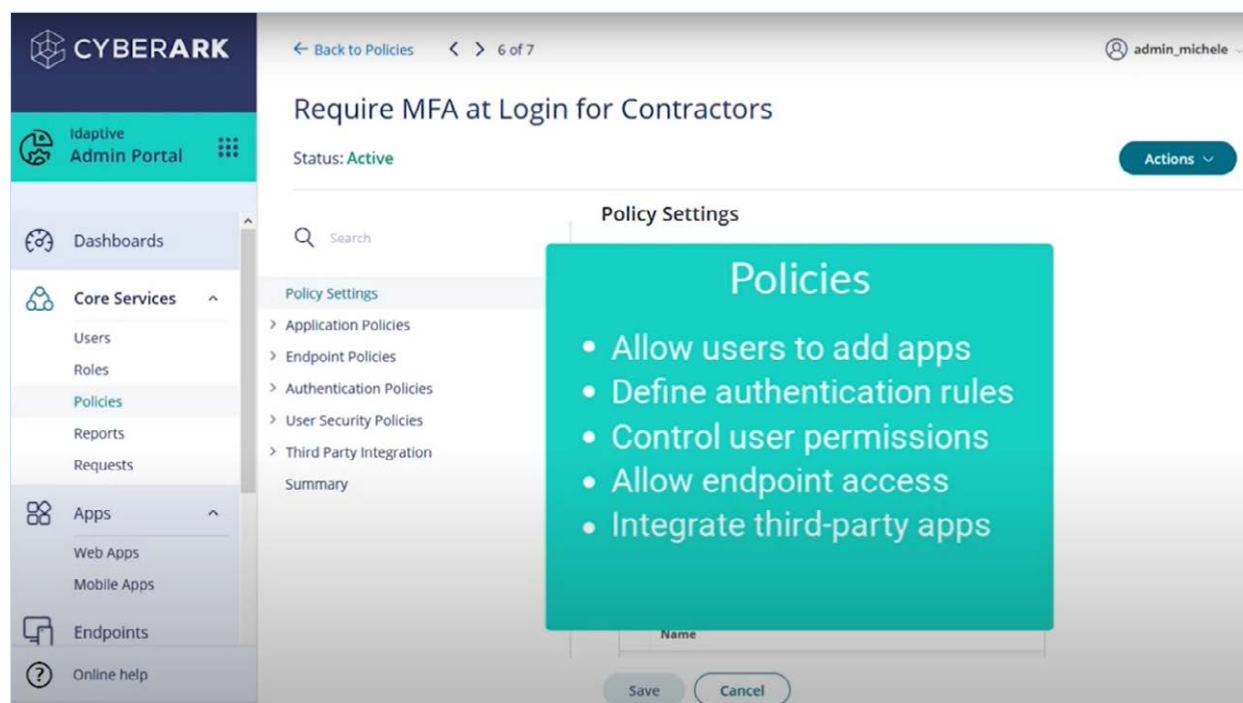 CYBERARK
Idaptive
Admin Portal
Dashboards
Core Services
Users
Roles
Policies
Reports
Requests
Apps
Web Apps
Mobile Apps
Endpoints
Online help
← Back to Policies < > 6 of 7
admin_michele
Require MFA at Login for Contractors
Status: Active
Actions
Search
Policy Settings
> Application Policies
> Endpoint Policies
> Authentication Policies
> User Security Policies
> Third Party Integration
Summary
Policy Settings
Policies
• Allow users to add apps
• Define authentication rules
• Control user permissions
• Allow endpoint access
• Integrate third-party apps
Name
Save Cancel